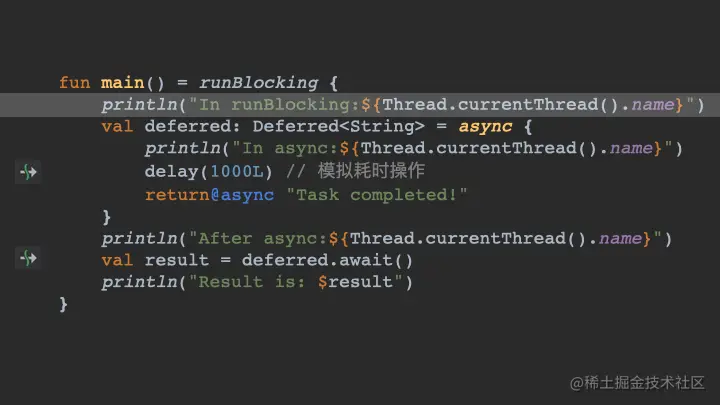 fun main() = runBlocking {
    println("In runBlocking:${Thread.currentThread().name}")
    val deferred: Deferred<String> = async {
        println("In async:${Thread.currentThread().name}")
        delay(1000L) // 模拟耗时操作
        return@async "Task completed!"
    }
    println("After async:${Thread.currentThread().name}")
    val result = deferred.await()
    println("Result is: $result")
}
@稀土掘金技术社区